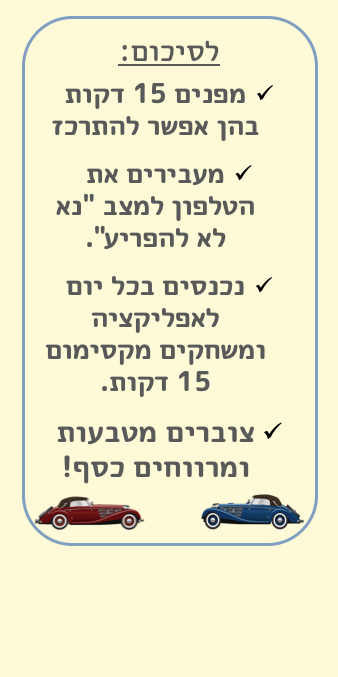 לסיכום:
✓ מפנים 15 דקות
בהן אפשר להתרכז
✓ מעבירים את
הטלפון למצב "נא
לא להפריע".
✓ נכנסים בכל יום
לאפליקציה
ומשחקים מקסימום
15 דקות.
✓ צוברים מטבעות
ומרווחים כסף!